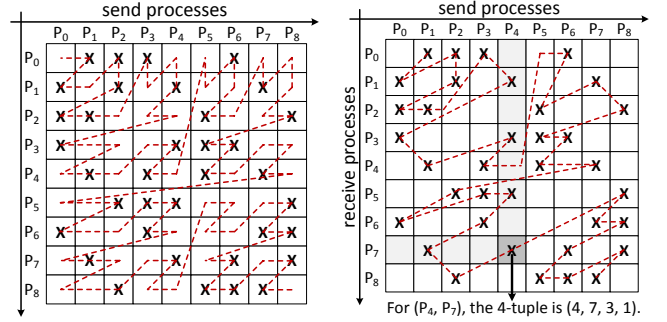 send processes
P0 P1 P2 P3 P4 P5 P6 P7 P8
P0 X X X X
P1 X X X X
P2 X X X X
P3 X X X X
P4 X X X X
P5 X X X X
P6 X X X X
P7 X X X X
P8 X X X X
send processes
receive processes
P0 P1 P2 P3 P4 P5 P6 P7 P8
P0 X X X X
P1 X X X X
P2 X X X X
P3 X X X X
P4 X X X X
P5 X X X X
P6 X X X X
P7 X X X X
P8 X X X X
For (P4, P7), the 4-tuple is (4, 7, 3, 1).